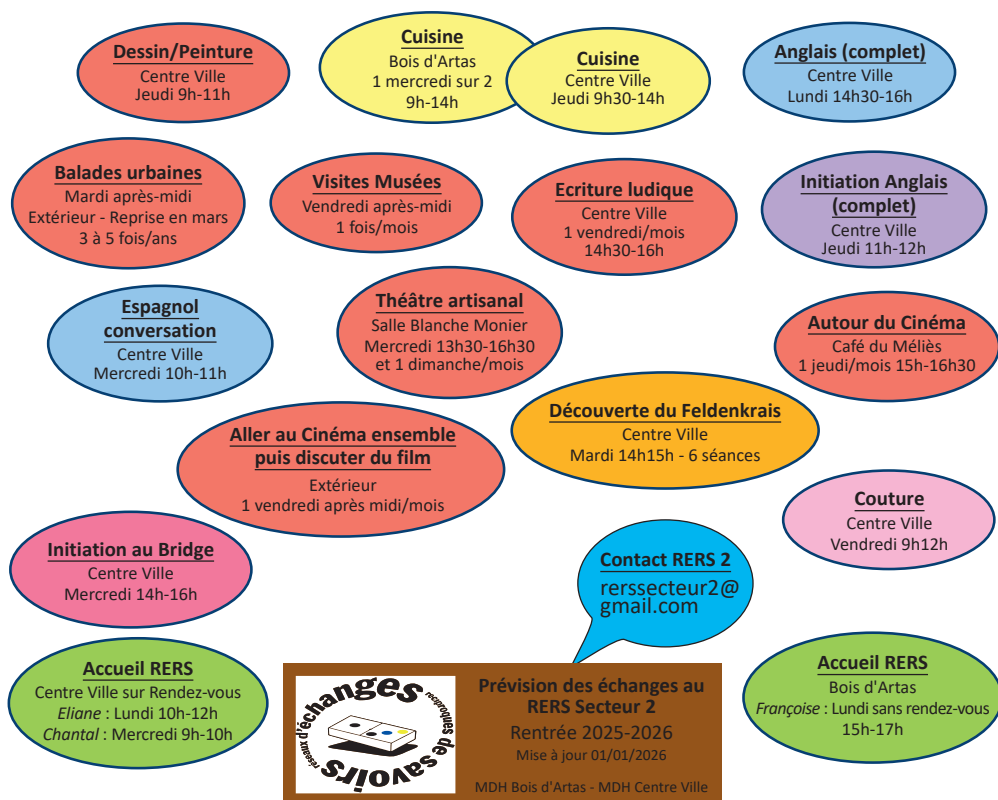 Dessin/Peinture
Centre Ville
Jeudi 9h-11h
Cuisine
Bois d'Artas
1 mercredi sur 2
9h-14h
Cuisine
Centre Ville
Jeudi 9h30-14h
Anglais (complet)
Centre Ville
Lundi 14h30-16h
Balades urbaines
Mardi après-midi
Extérieur - Reprise en mars
3 à 5 fois/ans
Visites Musées
Vendredi après-midi
1 fois/mois
Ecriture ludique
Centre Ville
1 vendredi/mois
14h30-16h
Initiation Anglais
(complet)
Centre Ville
Jeudi 11h-12h
Espagnol
conversation
Centre Ville
Mercredi 10h-11h
Théâtre artisanal
Salle Blanche Monier
Mercredi 13h30-16h30
et 1 dimanche/mois
Autour du Cinéma
Café du Méliès
1 jeudi/mois 15h-16h30
Aller au Cinéma ensemble
puis discuter du film
Extérieur
1 vendredi après midi/mois
Découverte du Feldenkrais
Centre Ville
Mardi 14h15h - 6 séances
Couture
Centre Ville
Vendredi 9h12h
Initiation au Bridge
Centre Ville
Mercredi 14h-16h
Contact RERS 2
rerssecteur2@
gmail.com
Accueil RERS
Centre Ville sur Rendez-vous
Eliane : Lundi 10h-12h
Chantal : Mercredi 9h-10h
réseaux d'échanges
réciproques de savoirs
Prévision des échanges au
RERS Secteur 2
Rentrée 2025-2026
Mise à jour 01/01/2026
MDH Bois d'Artas - MDH Centre Ville
Accueil RERS
Bois d'Artas
Françoise : Lundi sans rendez-vous
15h-17h